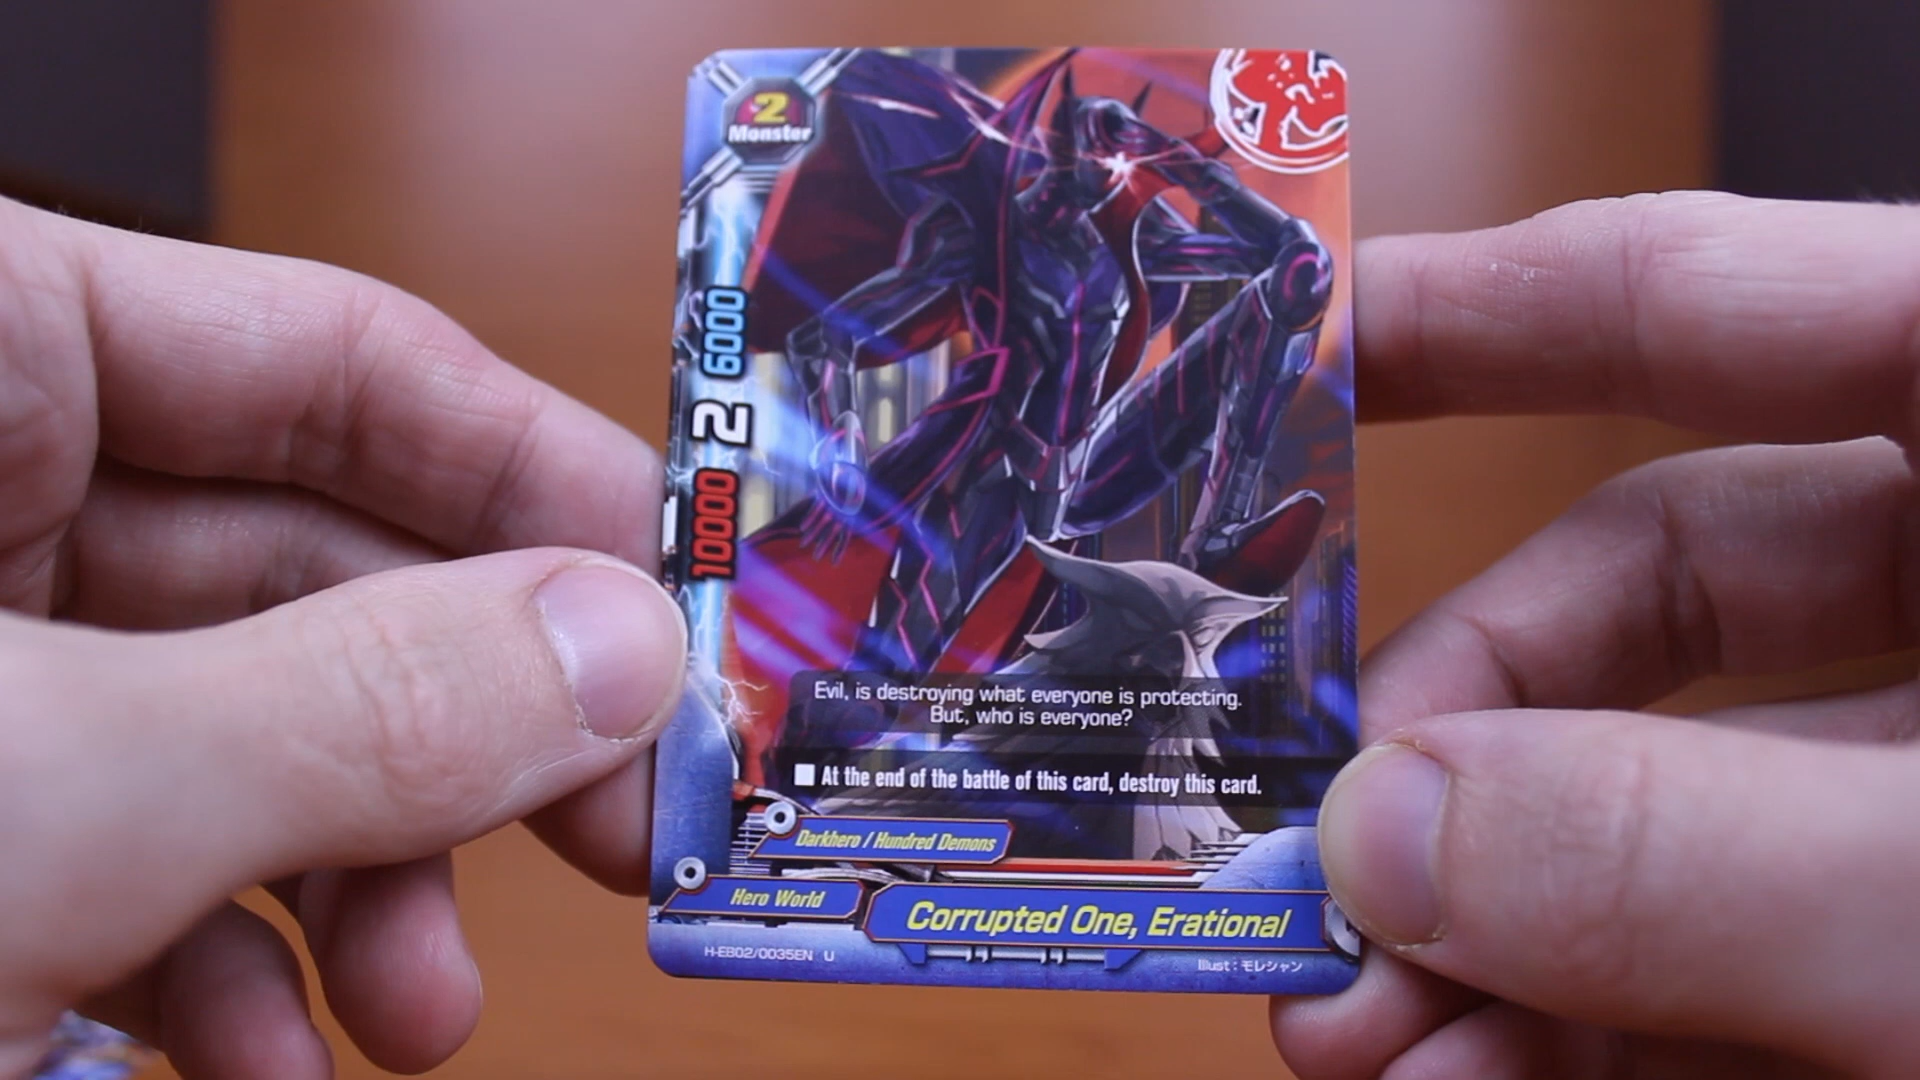 2
Monster
6000
2
10000
Evil, is destroying what everyone is protecting.
But, who is everyone?
■ At the end of the battle of this card, destroy this card.
Darkhero / Hundred Demons
Hero World
Corrupted One, Erational
H-EB02/0035EN U
Illust : モレシャン